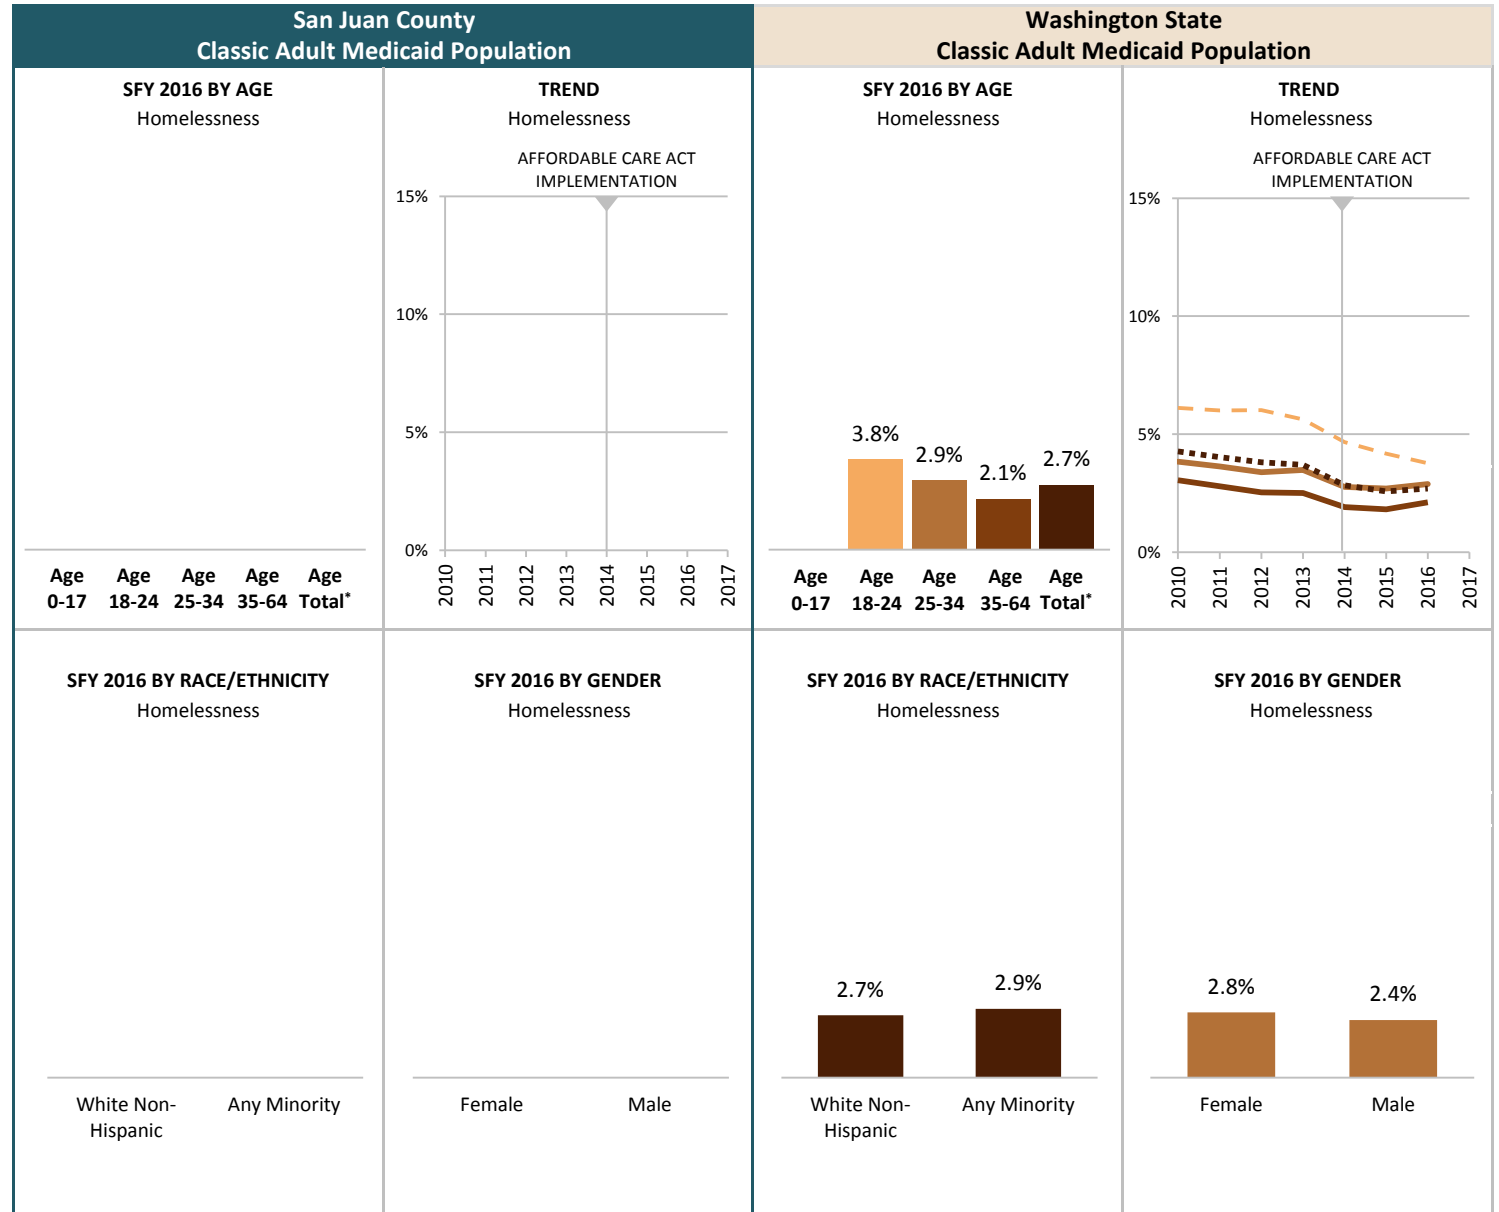 San Juan County
Classic Adult Medicaid Population
Washington State
Classic Adult Medicaid Population
SFY 2016 BY AGE
Homelessness
Age Age Age Age Age
0-17 18-24 25-34 35-64 Total*
TREND
Homelessness
AFFORDABLE CARE ACT
IMPLEMENTATION
15%
10%
5%
0%
2010 2011 2012 2013 2014 2015 2016 2017
SFY 2016 BY AGE
Homelessness
3.8% 2.9% 2.1% 2.7%
Age Age Age Age Age
0-17 18-24 25-34 35-64 Total*
TREND
Homelessness
AFFORDABLE CARE ACT
IMPLEMENTATION
15%
10%
5%
0%
2010 2011 2012 2013 2014 2015 2016 2017
SFY 2016 BY RACE/ETHNICITY
Homelessness
White Non- Any Minority
Hispanic
SFY 2016 BY GENDER
Homelessness
Female Male
SFY 2016 BY RACE/ETHNICITY
Homelessness
2.7% 2.9%
White Non- Any Minority
Hispanic
SFY 2016 BY GENDER
Homelessness
2.8% 2.4%
Female Male